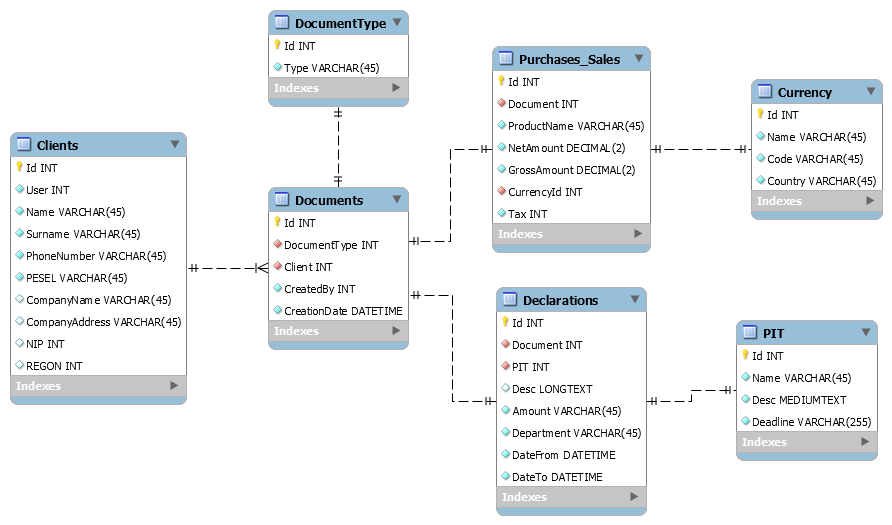 DocumentType
Id INT
Type VARCHAR(45)
Indexes
Purchases_Sales
Id INT
Document INT
ProductName VARCHAR(45)
NetAmount DECIMAL(2)
GrossAmount DECIMAL(2)
CurrencyId INT
Tax INT
Indexes
Currency
Id INT
Name VARCHAR(45)
Code VARCHAR(45)
Country VARCHAR(45)
Indexes
Clients
Id INT
User INT
Name VARCHAR(45)
Surname VARCHAR(45)
PhoneNumber VARCHAR(45)
PESEL VARCHAR(45)
CompanyName VARCHAR(45)
CompanyAddress VARCHAR(45)
NIP INT
REGON INT
Indexes
Documents
Id INT
DocumentType INT
Client INT
CreatedBy INT
CreationDate DATETIME
Indexes
Declarations
Id INT
Document INT
PIT INT
Desc LONGTEXT
Amount VARCHAR(45)
Department VARCHAR(45)
DateFrom DATETIME
DateTo DATETIME
Indexes
PIT
Id INT
Name VARCHAR(45)
Desc MEDIUMTEXT
Deadline VARCHAR(255)
Indexes